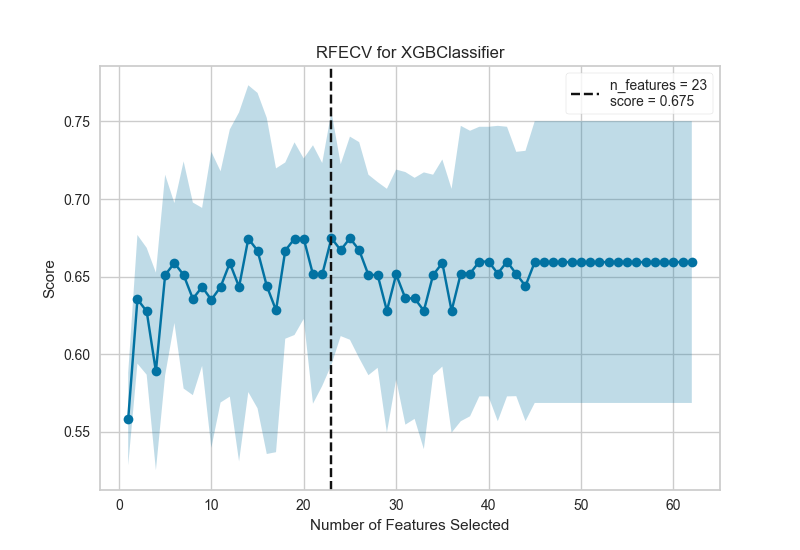 RFECV for XGBClassifier
n_features = 23
score = 0.675
0.75
0.70
0.65
0.60
0.55
Score
0 10 20 30 40 50 60
Number of Features Selected